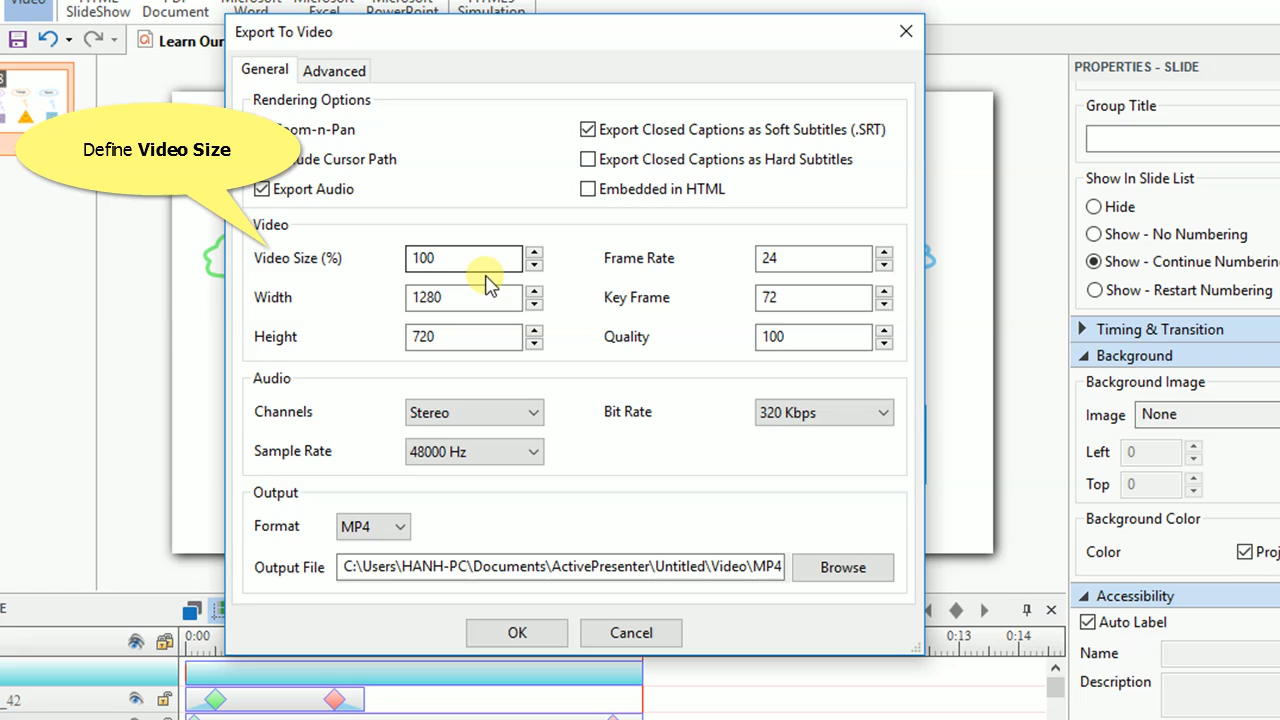 Video
HTML
SlideShow
PDF
Document
Microsoft
Word
Microsoft
Excel
Microsoft
PowerPoint
HTML5
Simulation
Learn Our
Export To Video
General
Advanced
Define Video Size
Rendering Options
Export Closed Captions as Soft Subtitles (.SRT)
Cursor Path
Export Closed Captions as Hard Subtitles
Export Audio
Embedded in HTML
Video
Video Size (%)
100
Frame Rate
24
Width
1280
Key Frame
72
Height
720
Quality
100
Audio
Channels
Stereo
Bit Rate
320 Kbps
Sample Rate
48000 Hz
Output
Format
MP4
Output File
C:\Users\HANH-PC\Documents\ActivePresenter\Untitled\Video\MP4
Browse
OK
Cancel
PROPERTIES - SLIDE
Group Title
Show In Slide List
Hide
Show - No Numbering
Show - Continue Numberin
Show - Restart Numbering
Timing & Transition
Background
Background Image
Image
None
Left
0
Top
0
Background Color
Color
Proj
Accessibility
Auto Label
Name
Description
0:00
0:13
0:14
_42